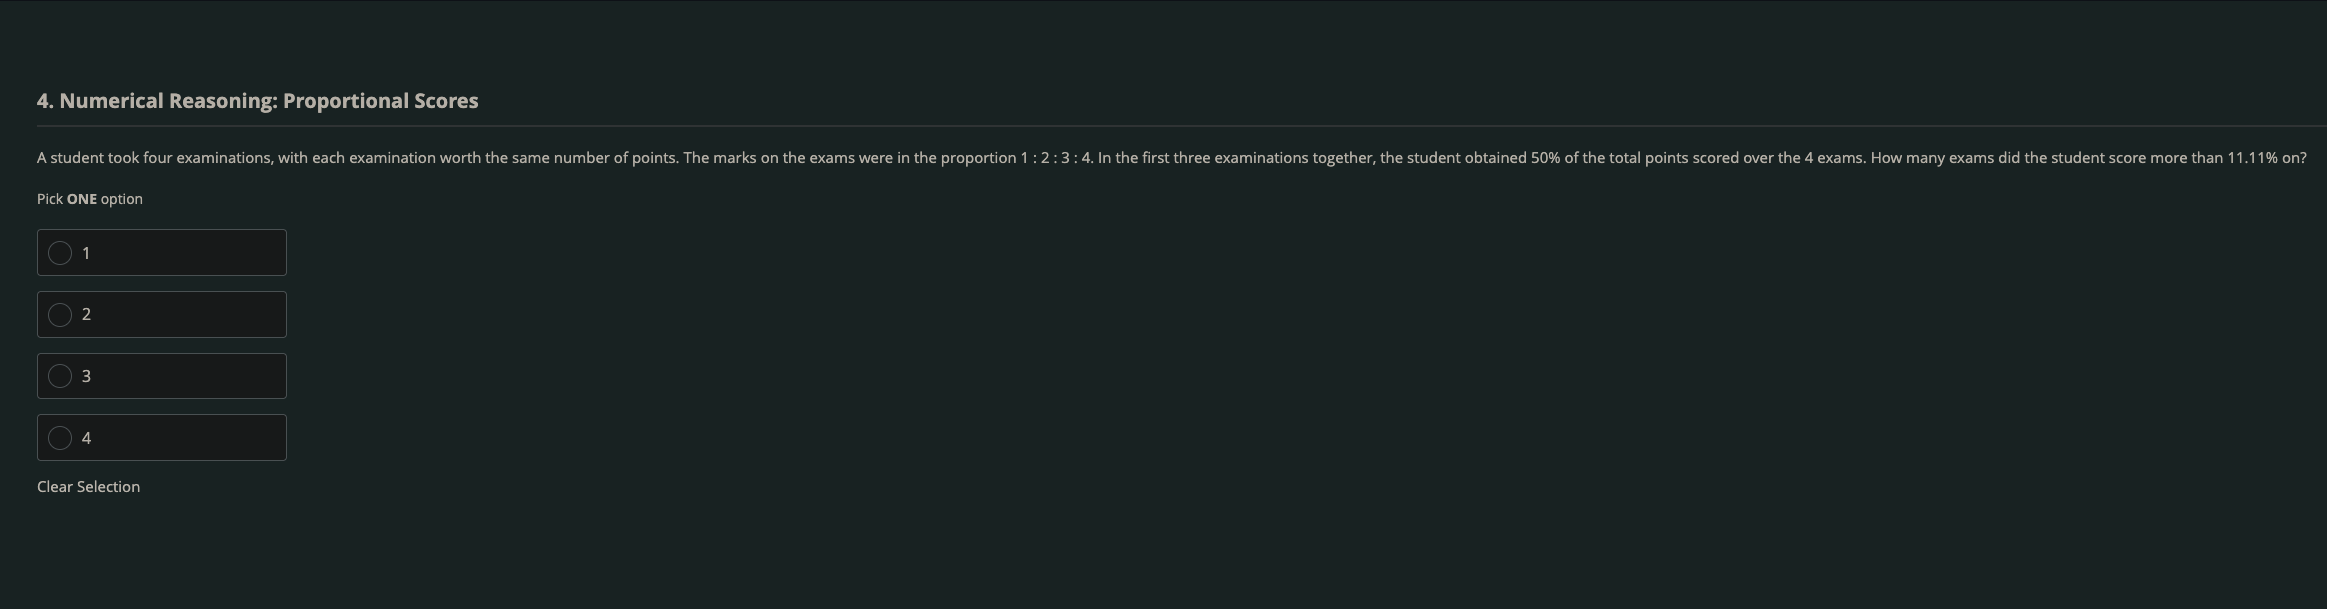 4. Numerical Reasoning: Proportional Scores
A student took four examinations, with each examination worth the same number of points. The marks on the exams were in the proportion 1 : 2 : 3 : 4. In the first three examinations together, the student obtained 50% of the total points scored over the 4 exams. How many exams did the student score more than 11.11% on?
Pick ONE option
1
2
3
4
Clear Selection